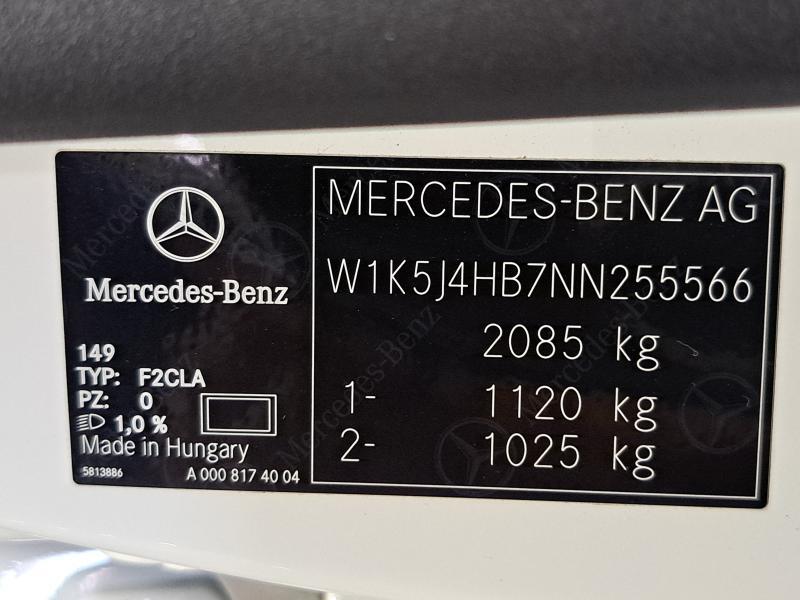 Mercedes-Benz
149
TYP: F2CLA
PZ: 0
1,0 %
Made in Hungary
5813886
A 000 817 40 04
MERCEDES-BENZ AG
W1K5J4HB7NN255566
2085 kg
1- 1120 kg
2- 1025 kg